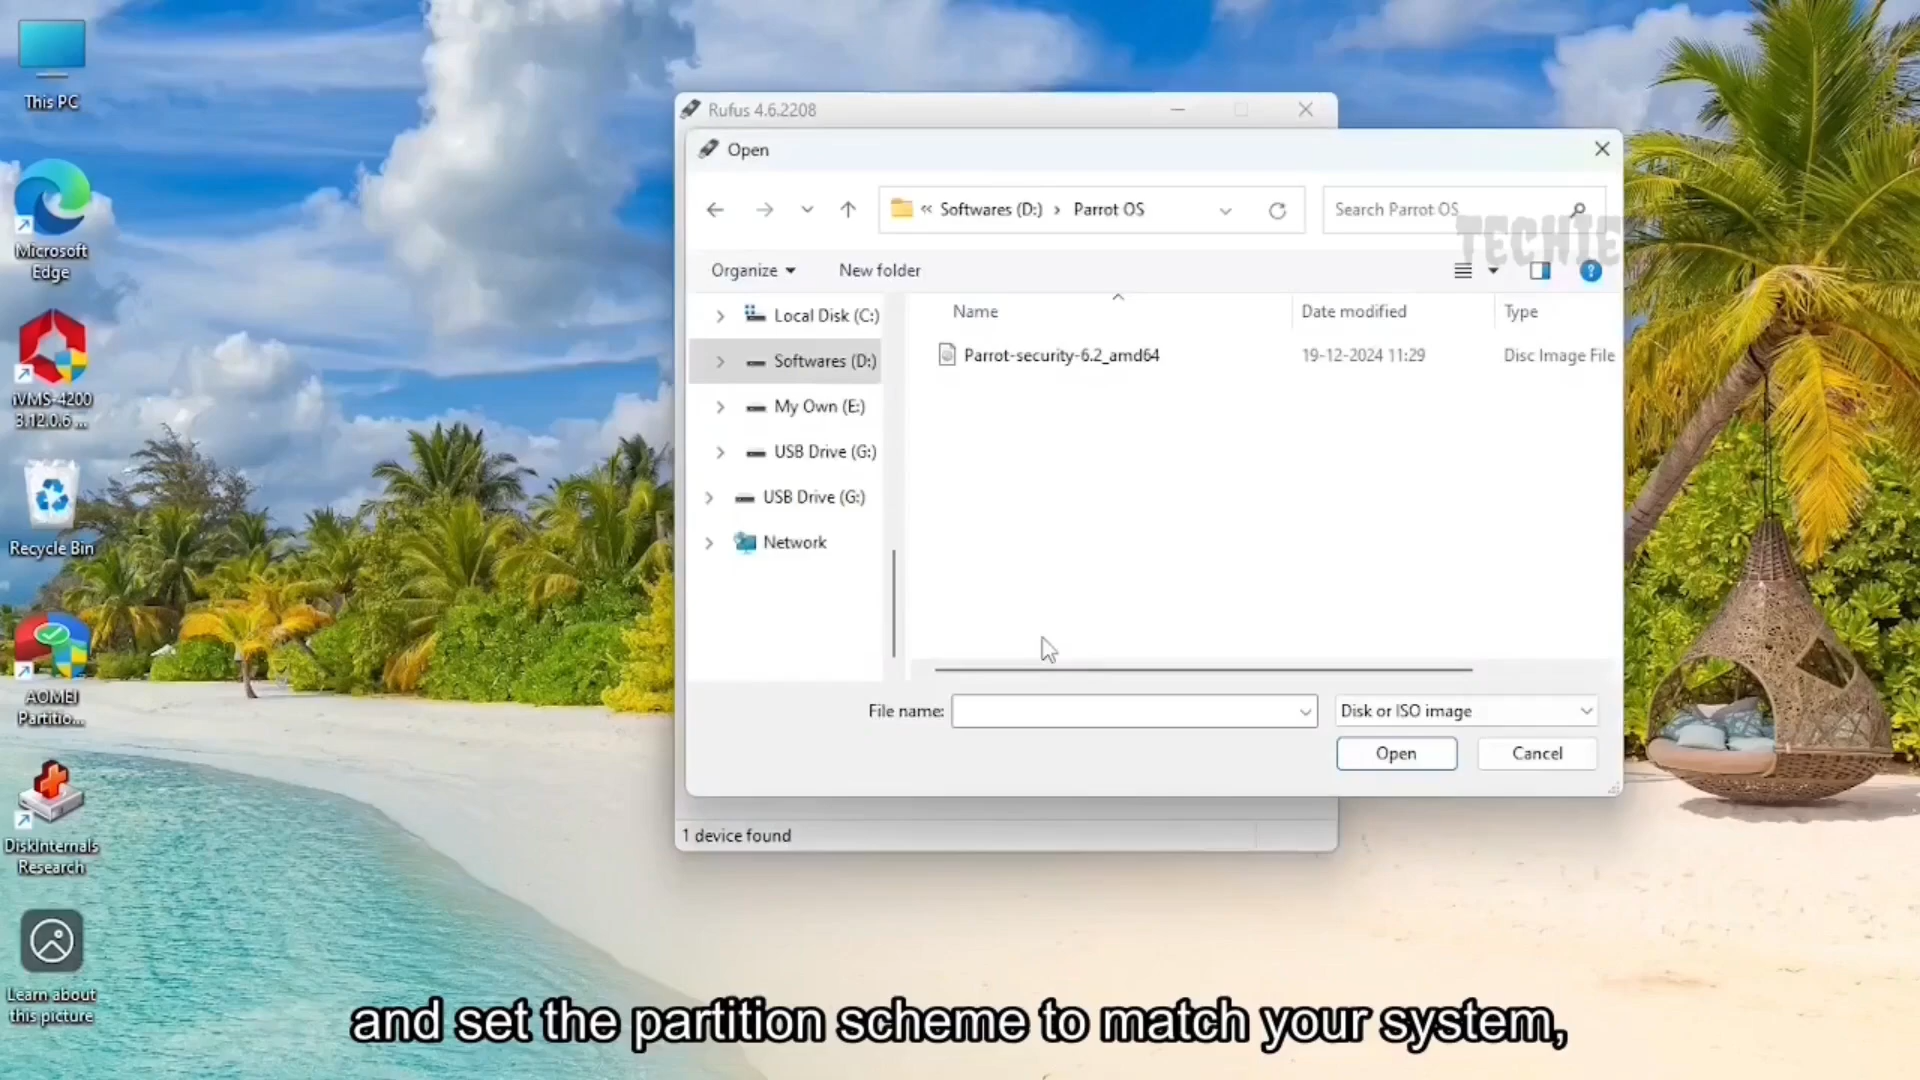 This PC
Microsoft
Edge
iVMS-4200
3.12.0.6 ...
Recycle Bin
AOMEI
Partitio...
DiskInternals
Research
Learn about
this picture
Rufus 4.6.2208
Open
« Softwares (D:) › Parrot OS
Search Parrot OS
TECHIE
Organize
New folder
Local Disk (C:)
Softwares (D:)
My Own (E:)
USB Drive (G:)
USB Drive (G:)
Network
Name Date modified Type
Parrot-security-6.2_amd64 19-12-2024 11:29 Disc Image File
File name:
Disk or ISO image
Open Cancel
1 device found
and set the partition scheme to match your system,